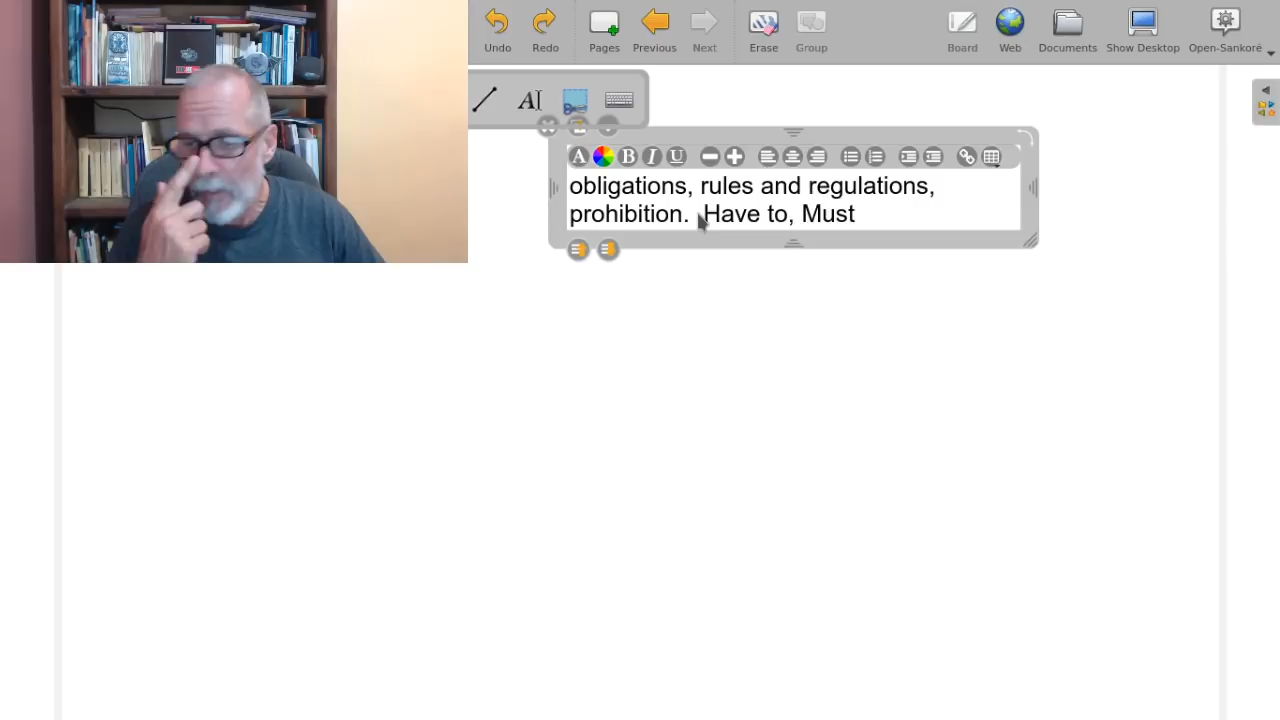 Undo Redo Pages Previous Next Erase Group Board Web Documents Show Desktop Open-Sankoré
obligations, rules and regulations,
prohibition. Have to, Must